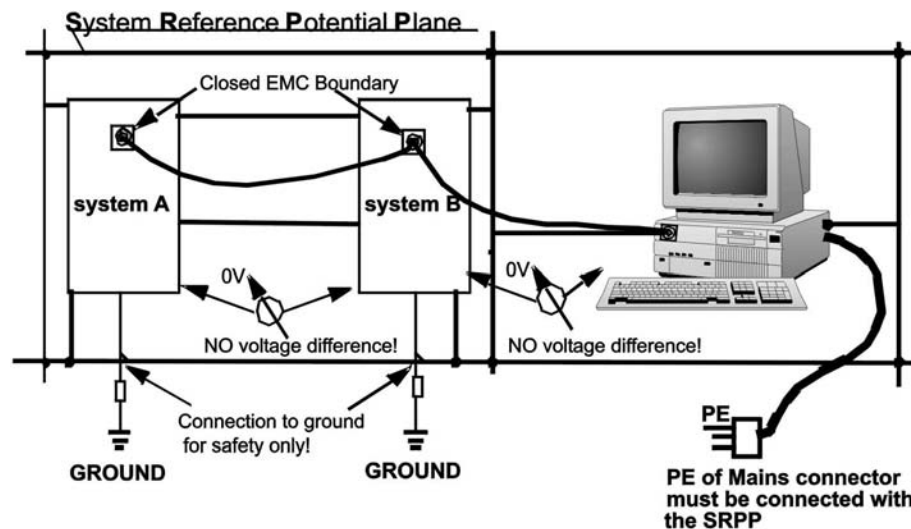 System Reference Potential Plane
Closed EMC Boundary
system A
system B
0V
0V
NO voltage difference!
NO voltage difference!
Connection to ground
for safety only!
GROUND
GROUND
PE
PE of Mains connector
must be connected with
the SRPP